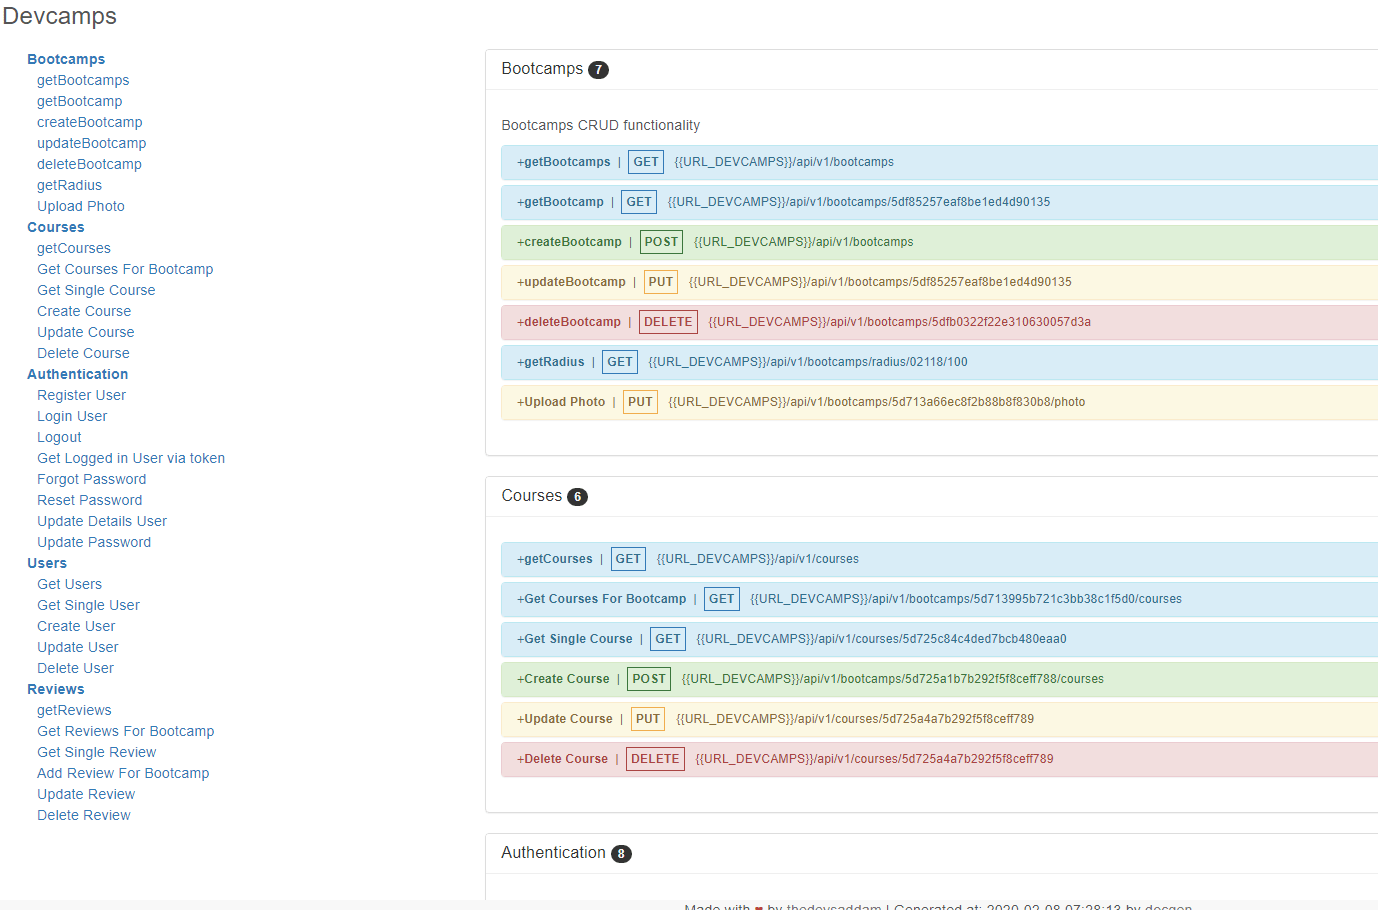 Devcamps
Bootcamps
getBootcamps
getBootcamp
createBootcamp
updateBootcamp
deleteBootcamp
getRadius
Upload Photo
Courses
getCourses
Get Courses For Bootcamp
Get Single Course
Create Course
Update Course
Delete Course
Authentication
Register User
Login User
Logout
Get Logged in User via token
Forgot Password
Reset Password
Update Details User
Update Password
Users
Get Users
Get Single User
Create User
Update User
Delete User
Reviews
getReviews
Get Reviews For Bootcamp
Get Single Review
Add Review For Bootcamp
Update Review
Delete Review
Bootcamps 7
Bootcamps CRUD functionality
+getBootcamps | GET {{URL_DEVCAMPS}}/api/v1/bootcamps
+getBootcamp | GET {{URL_DEVCAMPS}}/api/v1/bootcamps/5df85257eaf8be1ed4d90135
+createBootcamp | POST {{URL_DEVCAMPS}}/api/v1/bootcamps
+updateBootcamp | PUT {{URL_DEVCAMPS}}/api/v1/bootcamps/5df85257eaf8be1ed4d90135
+deleteBootcamp | DELETE {{URL_DEVCAMPS}}/api/v1/bootcamps/5dfb0322f22e310630057d3a
+getRadius | GET {{URL_DEVCAMPS}}/api/v1/bootcamps/radius/02118/100
+Upload Photo | PUT {{URL_DEVCAMPS}}/api/v1/bootcamps/5d713a66ec8f2b88b8f830b8/photo
Courses 6
+getCourses | GET {{URL_DEVCAMPS}}/api/v1/courses
+Get Courses For Bootcamp | GET {{URL_DEVCAMPS}}/api/v1/bootcamps/5d713995b721c3bb38c1f5d0/courses
+Get Single Course | GET {{URL_DEVCAMPS}}/api/v1/courses/5d725c84c4ded7bcb480eaa0
+Create Course | POST {{URL_DEVCAMPS}}/api/v1/bootcamps/5d725a1b7b292f5f8ceff788/courses
+Update Course | PUT {{URL_DEVCAMPS}}/api/v1/courses/5d725a4a7b292f5f8ceff789
+Delete Course | DELETE {{URL_DEVCAMPS}}/api/v1/courses/5d725a4a7b292f5f8ceff789
Authentication 8
Made with ♥ by thedevsaddam | Generated at: 2020-02-08 07:28:13 by docgen